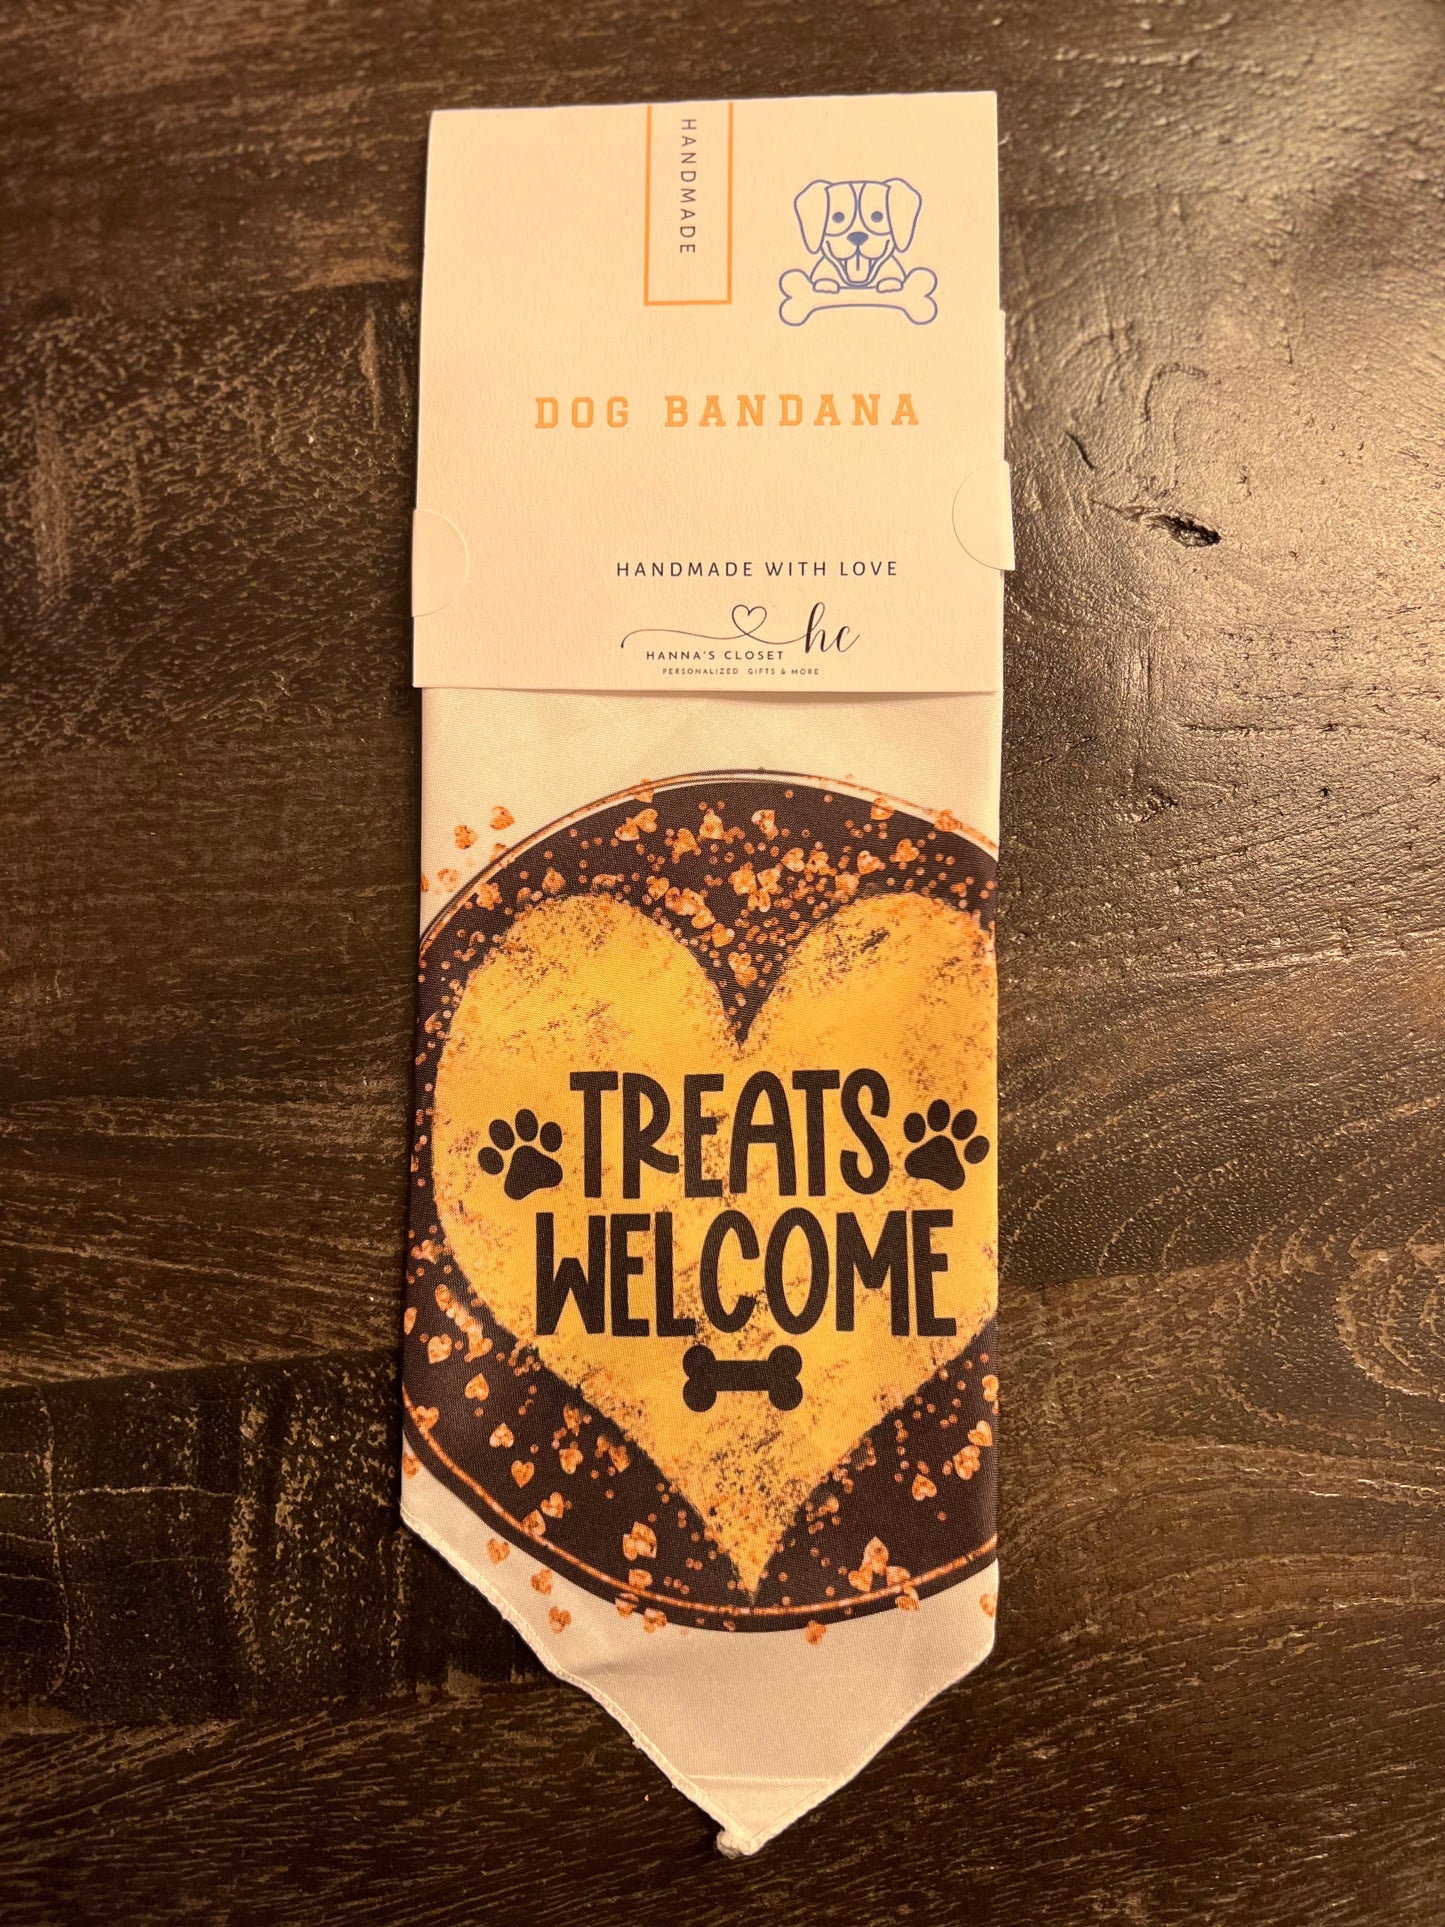 HANDMADE
DOG BANDANA
HANDMADE WITH LOVE
hc
HANNA'S CLOSET
PERSONALIZED GIFTS & MORE
TREATS
WELCOME